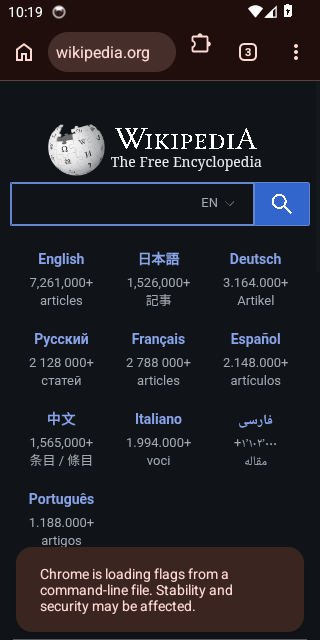 10:19
wikipedia.org
3
WIKIPEDIA
The Free Encyclopedia
EN
English 日本語 Deutsch
7,261,000+ 1,526,000+ 3.164.000+
articles 記事 Artikel
Русский Français Español
2 128 000+ 2 788 000+ 2.148.000+
статей articles artículos
中文 Italiano فارسی
1,565,000+ 1.994.000+ ۱٬۱۰۲٬۰۰۰+
条目 / 條目 voci مقاله
Português
1.188.000+
artigos
Chrome is loading flags from a
command-line file. Stability and
security may be affected.